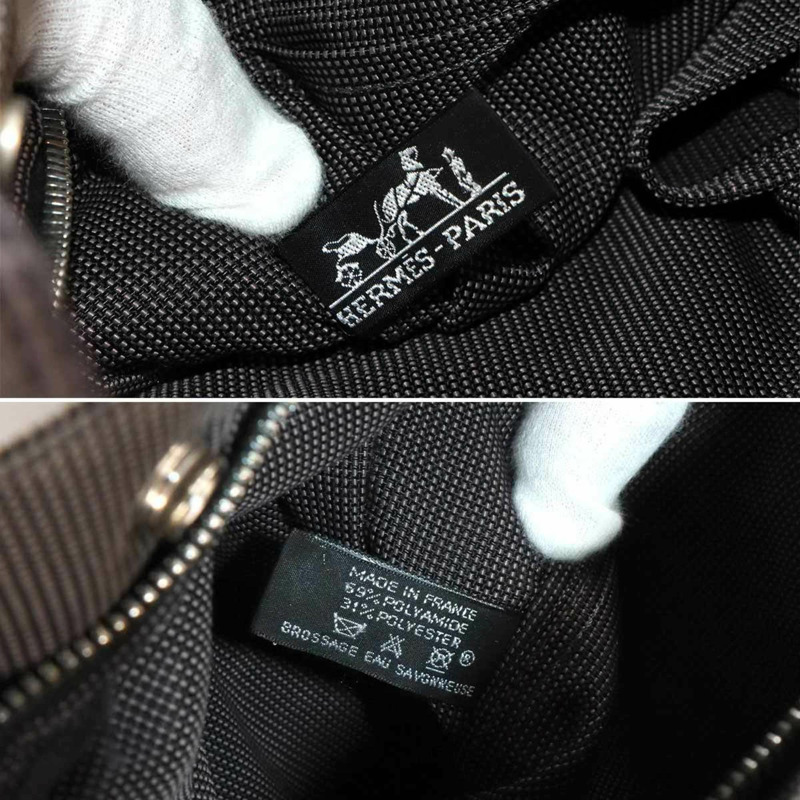 HERMES-PARIS
MADE IN FRANCE
69% POLYAMIDE
31% POLYESTER
®
BROSSAGE EAU SAVONNEUSE